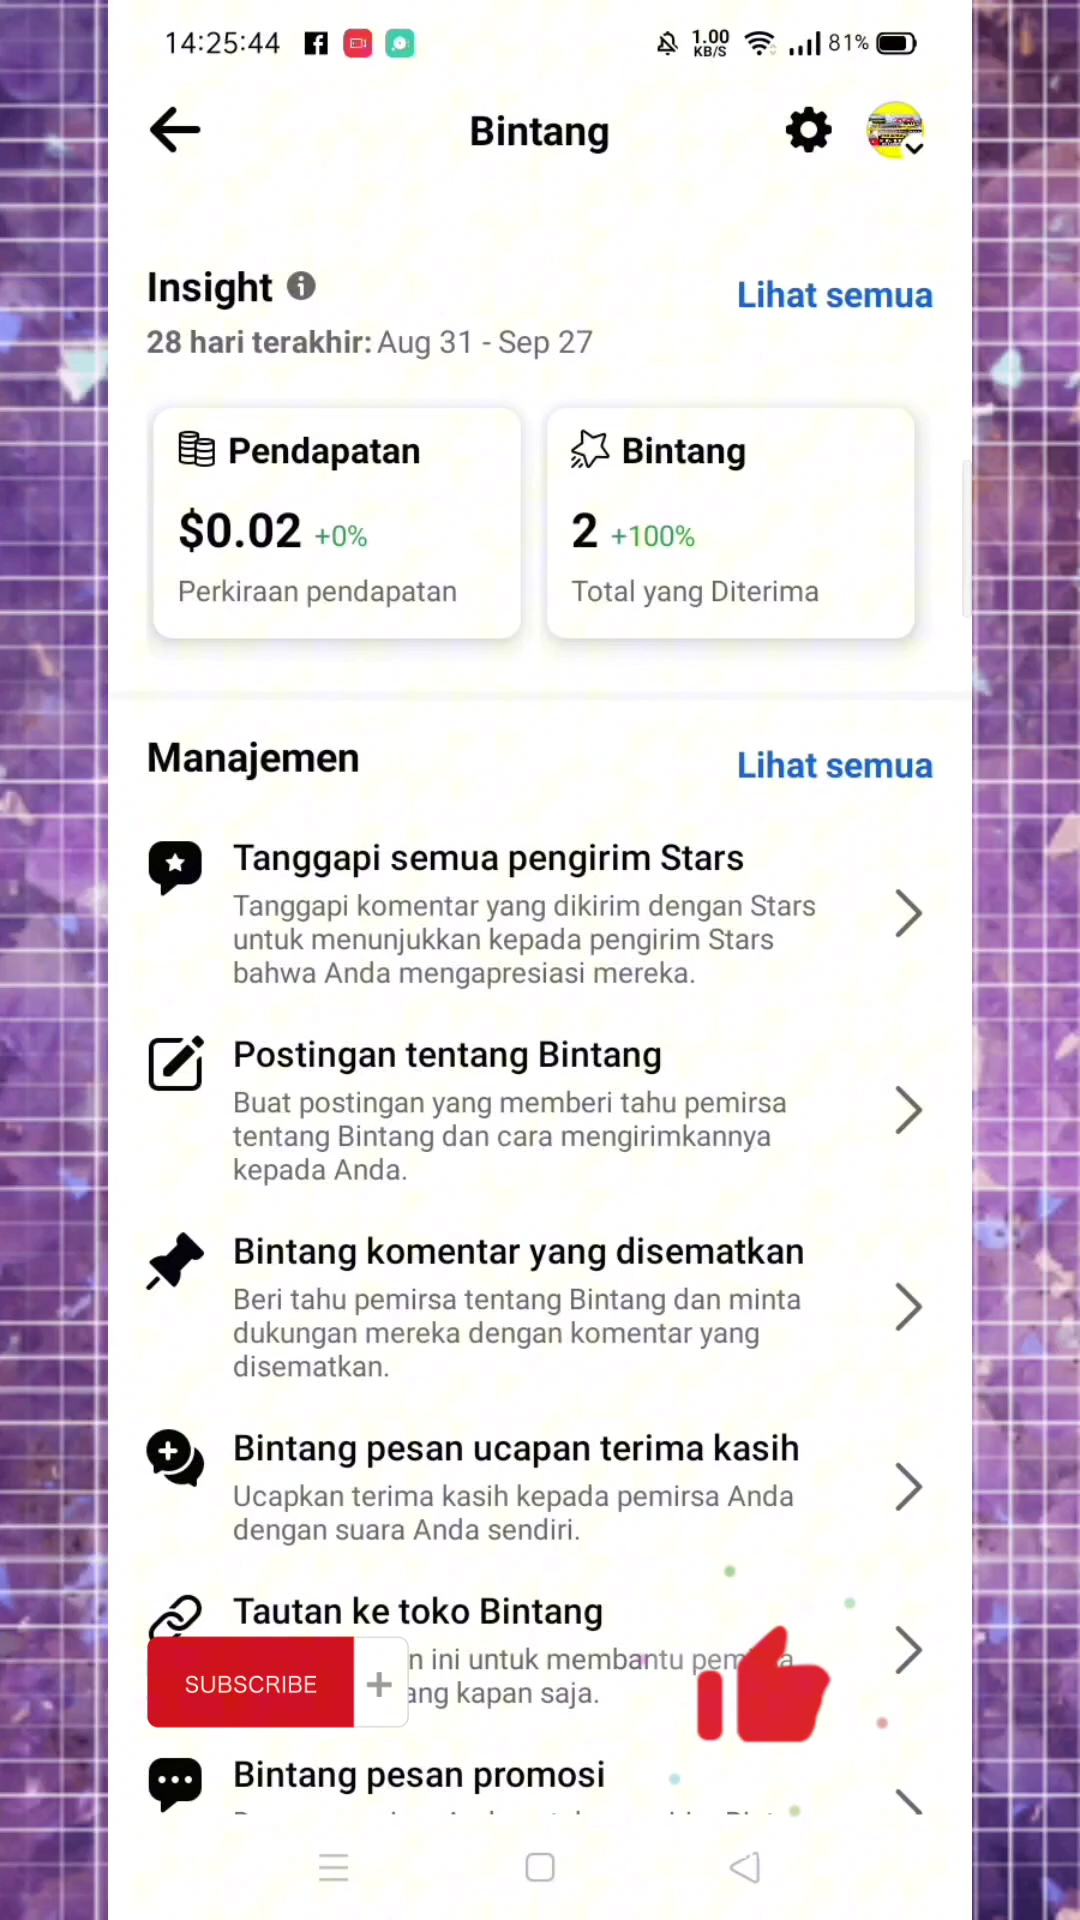 14:25:44
1.00 KB/S
81%
Bintang
Insight
Lihat semua
28 hari terakhir: Aug 31 - Sep 27
Pendapatan
$0.02 +0%
Perkiraan pendapatan
Bintang
2 +100%
Total yang Diterima
Manajemen
Lihat semua
Tanggapi semua pengirim Stars
Tanggapi komentar yang dikirim dengan Stars
untuk menunjukkan kepada pengirim Stars
bahwa Anda mengapresiasi mereka.
Postingan tentang Bintang
Buat postingan yang memberi tahu pemirsa
tentang Bintang dan cara mengirimkannya
kepada Anda.
Bintang komentar yang disematkan
Beri tahu pemirsa tentang Bintang dan minta
dukungan mereka dengan komentar yang
disematkan.
Bintang pesan ucapan terima kasih
Ucapkan terima kasih kepada pemirsa Anda
dengan suara Anda sendiri.
Tautan ke toko Bintang
ini untuk membantu
kapan saja.
SUBSCRIBE +
Bintang pesan promosi